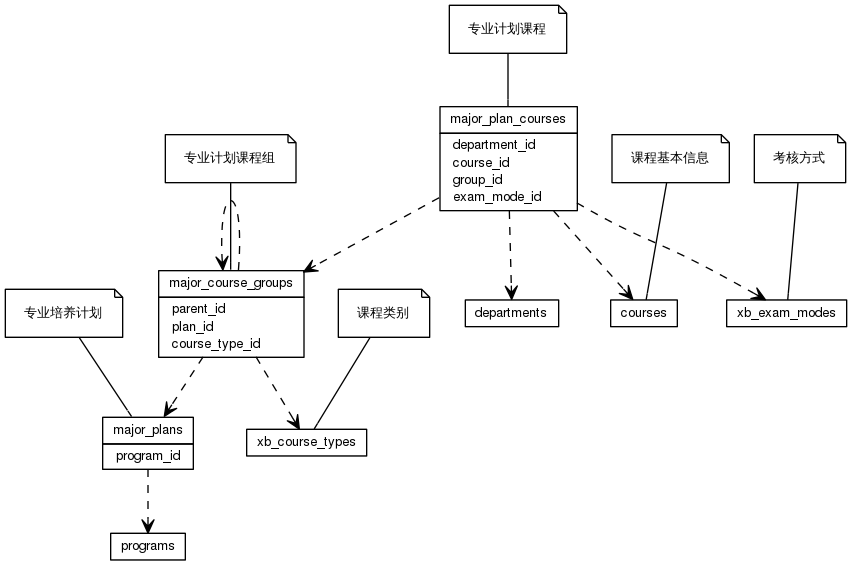 专业计划课程
major_plan_courses
department_id
course_id
group_id
exam_mode_id
专业计划课程组
课程基本信息
考核方式
major_course_groups
parent_id
plan_id
course_type_id
专业培养计划
课程类别
departments
courses
xb_exam_modes
major_plans
program_id
xb_course_types
programs